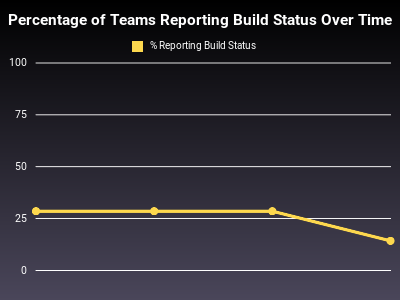 Percentage of Teams Reporting Build Status Over Time
% Reporting Build Status
100
75
50
25
0